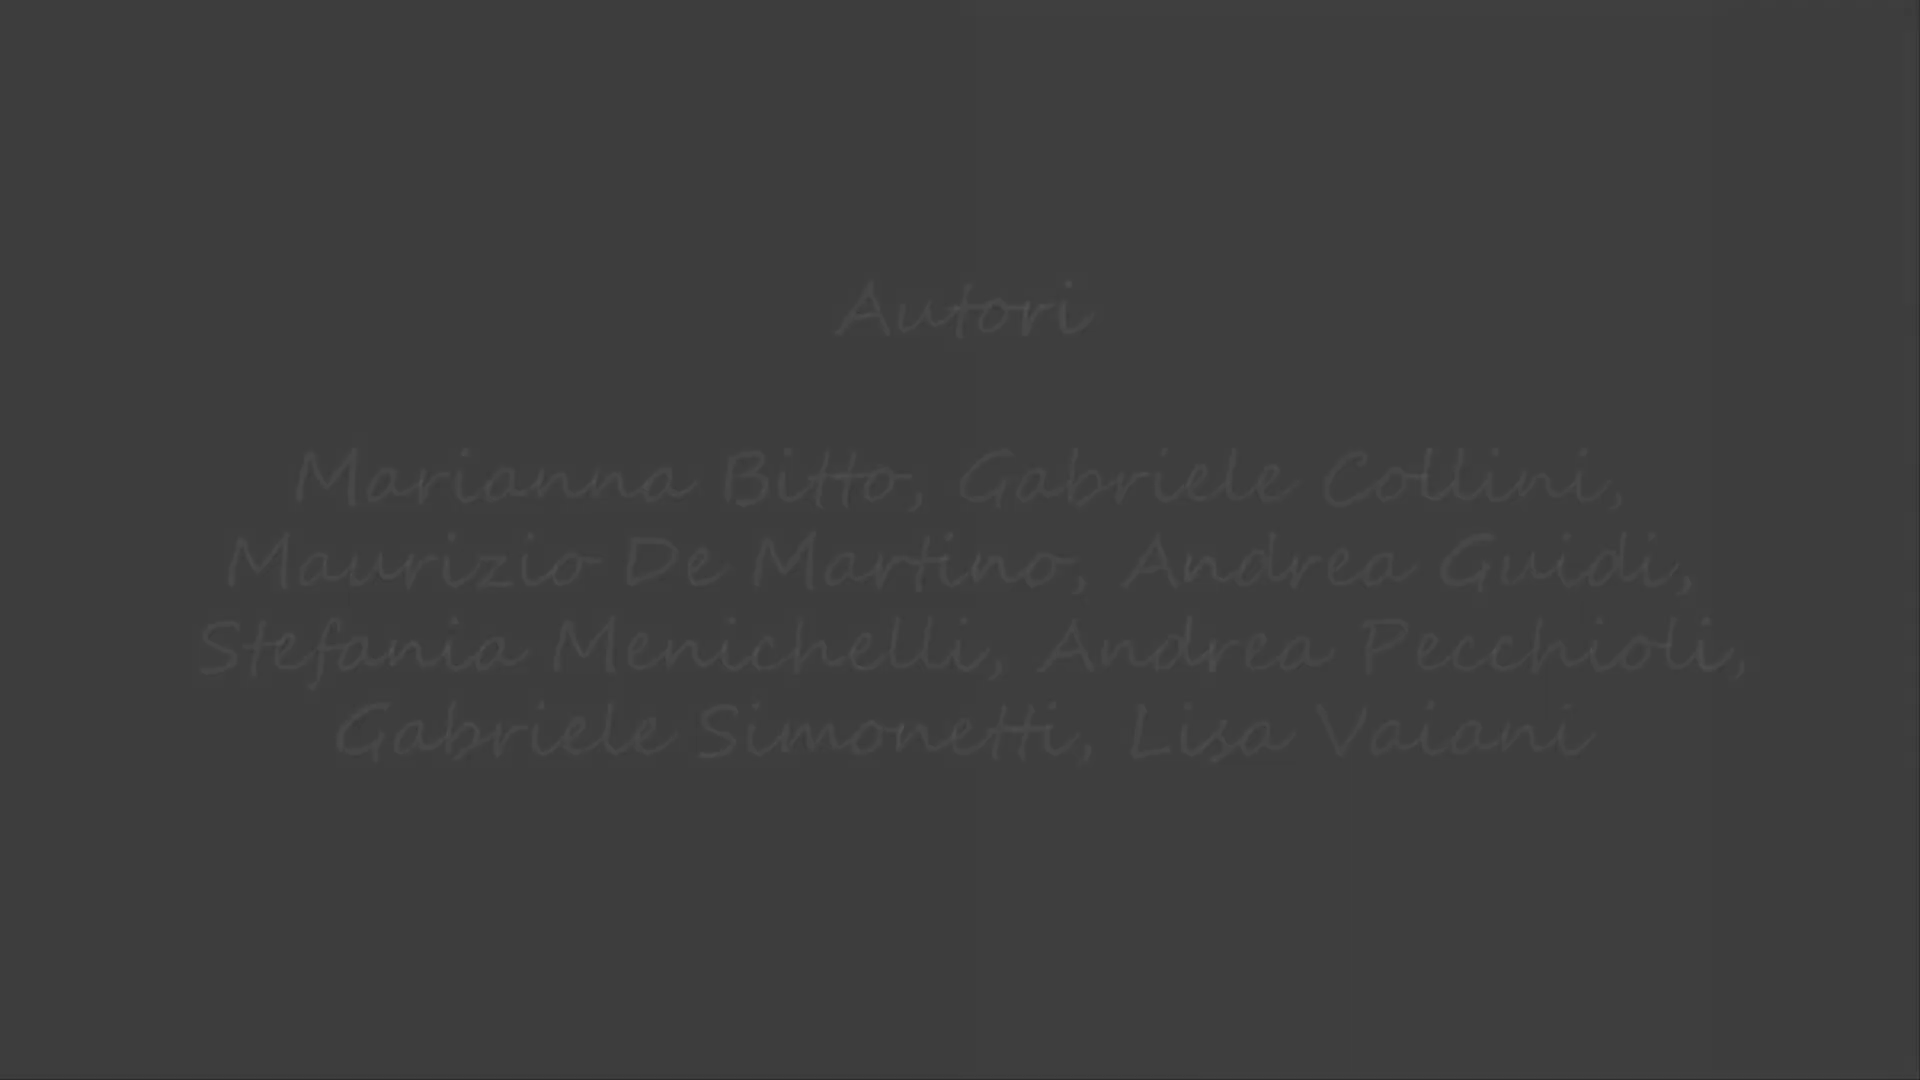 Autori
Marianna Bitto, Gabriele Collini,
Maurizio De Martino, Andrea Guidi,
Stefania Menichelli, Andrea Pecchioli,
Gabriele Simonetti, Lisa Vaiani